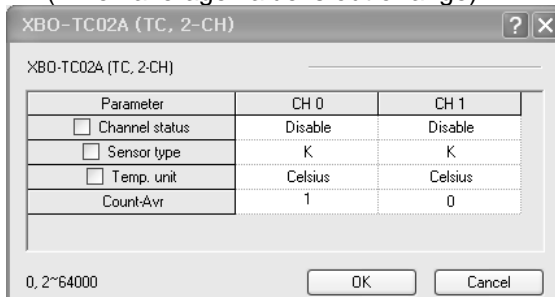 XBO-TC02A (TC, 2-CH)
XBO-TC02A (TC, 2-CH)
Parameter CH 0 CH 1
Channel status Disable Disable
Sensor type K K
Temp. unit Celsius Celsius
Count-Avr 1 0
0, 2~64000 OK Cancel